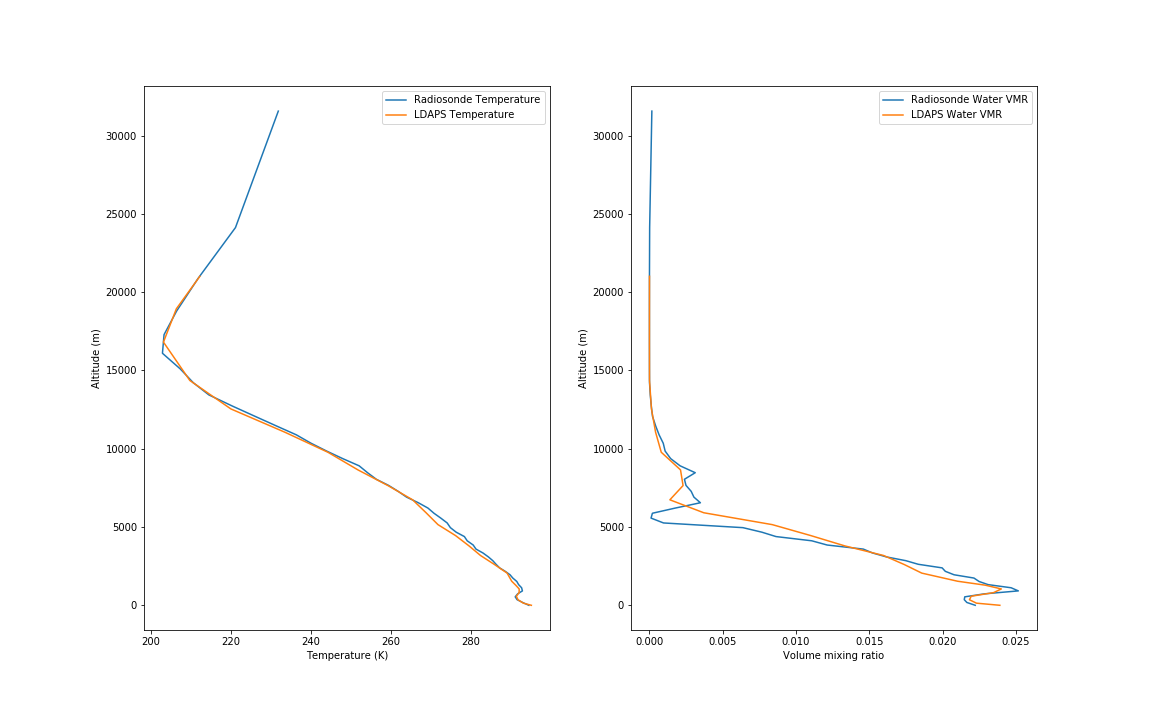 Radiosonde Temperature
LDAPS Temperature
30000
25000
20000
15000
10000
5000
0
Altitude (m)
200 220 240 260 280
Temperature (K)
Radiosonde Water VMR
LDAPS Water VMR
30000
25000
20000
15000
10000
5000
0
Altitude (m)
0.000 0.005 0.010 0.015 0.020 0.025
Volume mixing ratio